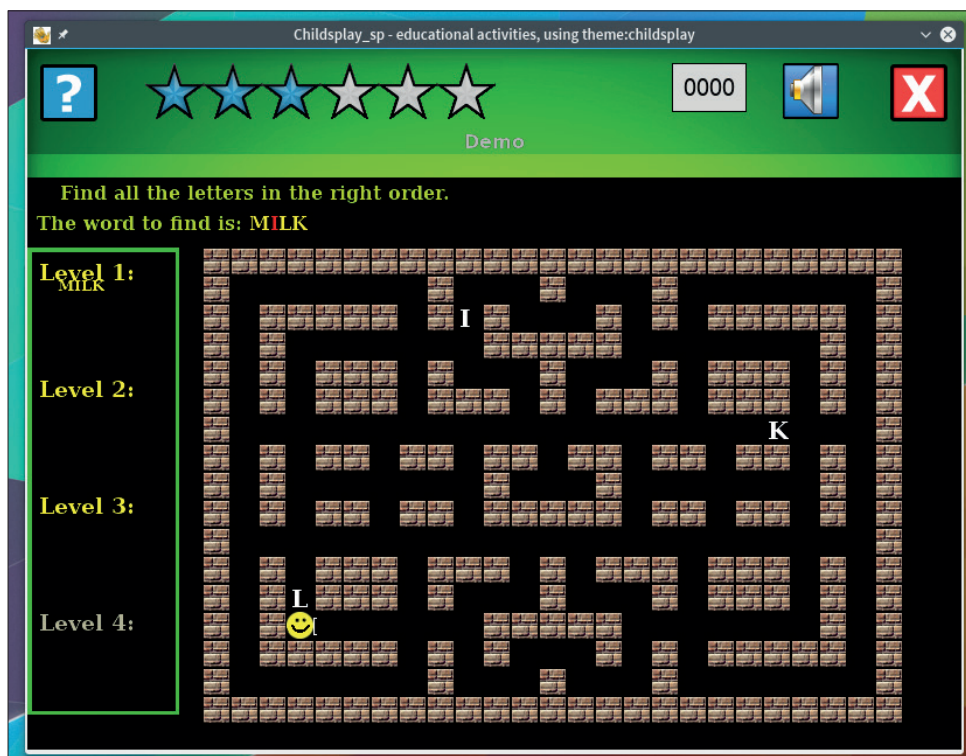 Childsplay_sp - educational activities, using theme:childsplay
?
0000
X
Demo
Find all the letters in the right order.
The word to find is: MILK
Level 1:
MILK
Level 2:
Level 3:
Level 4:
I
K
L